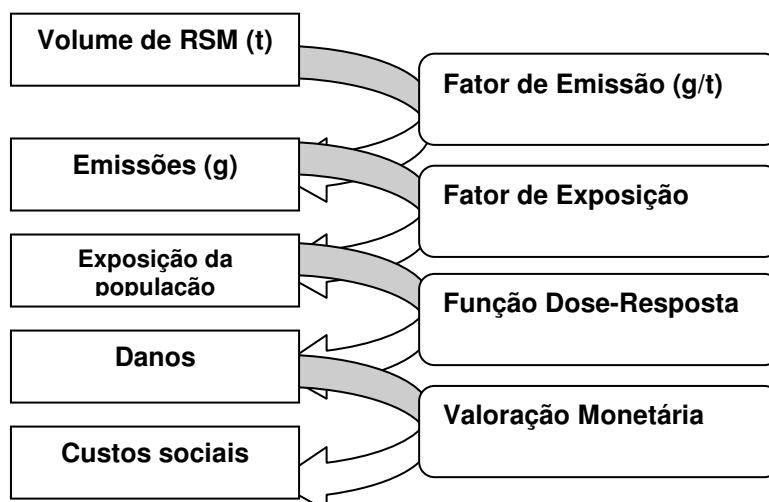 Volume de RSM (t)
Fator de Emissão (g/t)
Emissões (g)
Fator de Exposição
Exposição da
população
Função Dose-Resposta
Danos
Valoração Monetária
Custos sociais